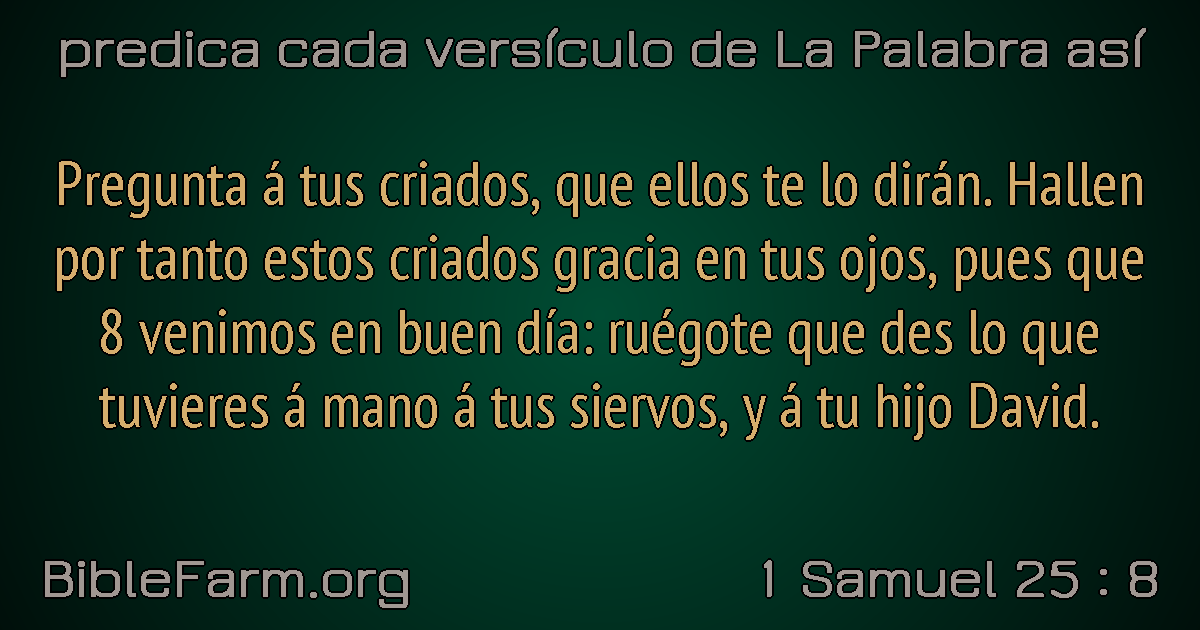 predica cada versículo de La Palabra así
Pregunta á tus criados, que ellos te lo dirán. Hallen
por tanto estos criados gracia en tus ojos, pues que
8 venimos en buen día: ruégote que des lo que
tuvieres á mano á tus siervos, y á tu hijo David.
BibleFarm.org
1 Samuel 25 : 8